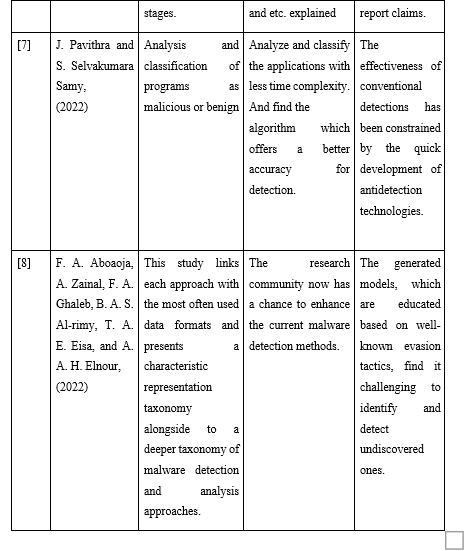 stages.
and etc. explained
report claims.
[7]
J. Pavithra and
S. Selvakumara
Samy,
(2022)
Analysis and
classification of
programs as
malicious or benign
Analyze and classify
the applications with
less time complexity.
And find the
algorithm which
offers a better
accuracy for
detection.
The
effectiveness of
conventional
detections has
been constrained
by the quick
development of
antidetection
technologies.
[8]
F. A. Aboaoja,
A. Zainal, F. A.
Ghaleb, B. A. S.
Al-rimy, T. A.
E. Eisa, and A.
A. H. Elnour,
(2022)
This study links
each approach with
the most often used
data formats and
presents a
characteristic
representation
taxonomy
alongside to a
deeper taxonomy of
malware detection
and analysis
approaches.
The research
community now has
a chance to enhance
the current malware
detection methods.
The generated
models, which
are educated
based on well-
known evasion
tactics, find it
challenging to
identify and
detect
undiscovered
ones.